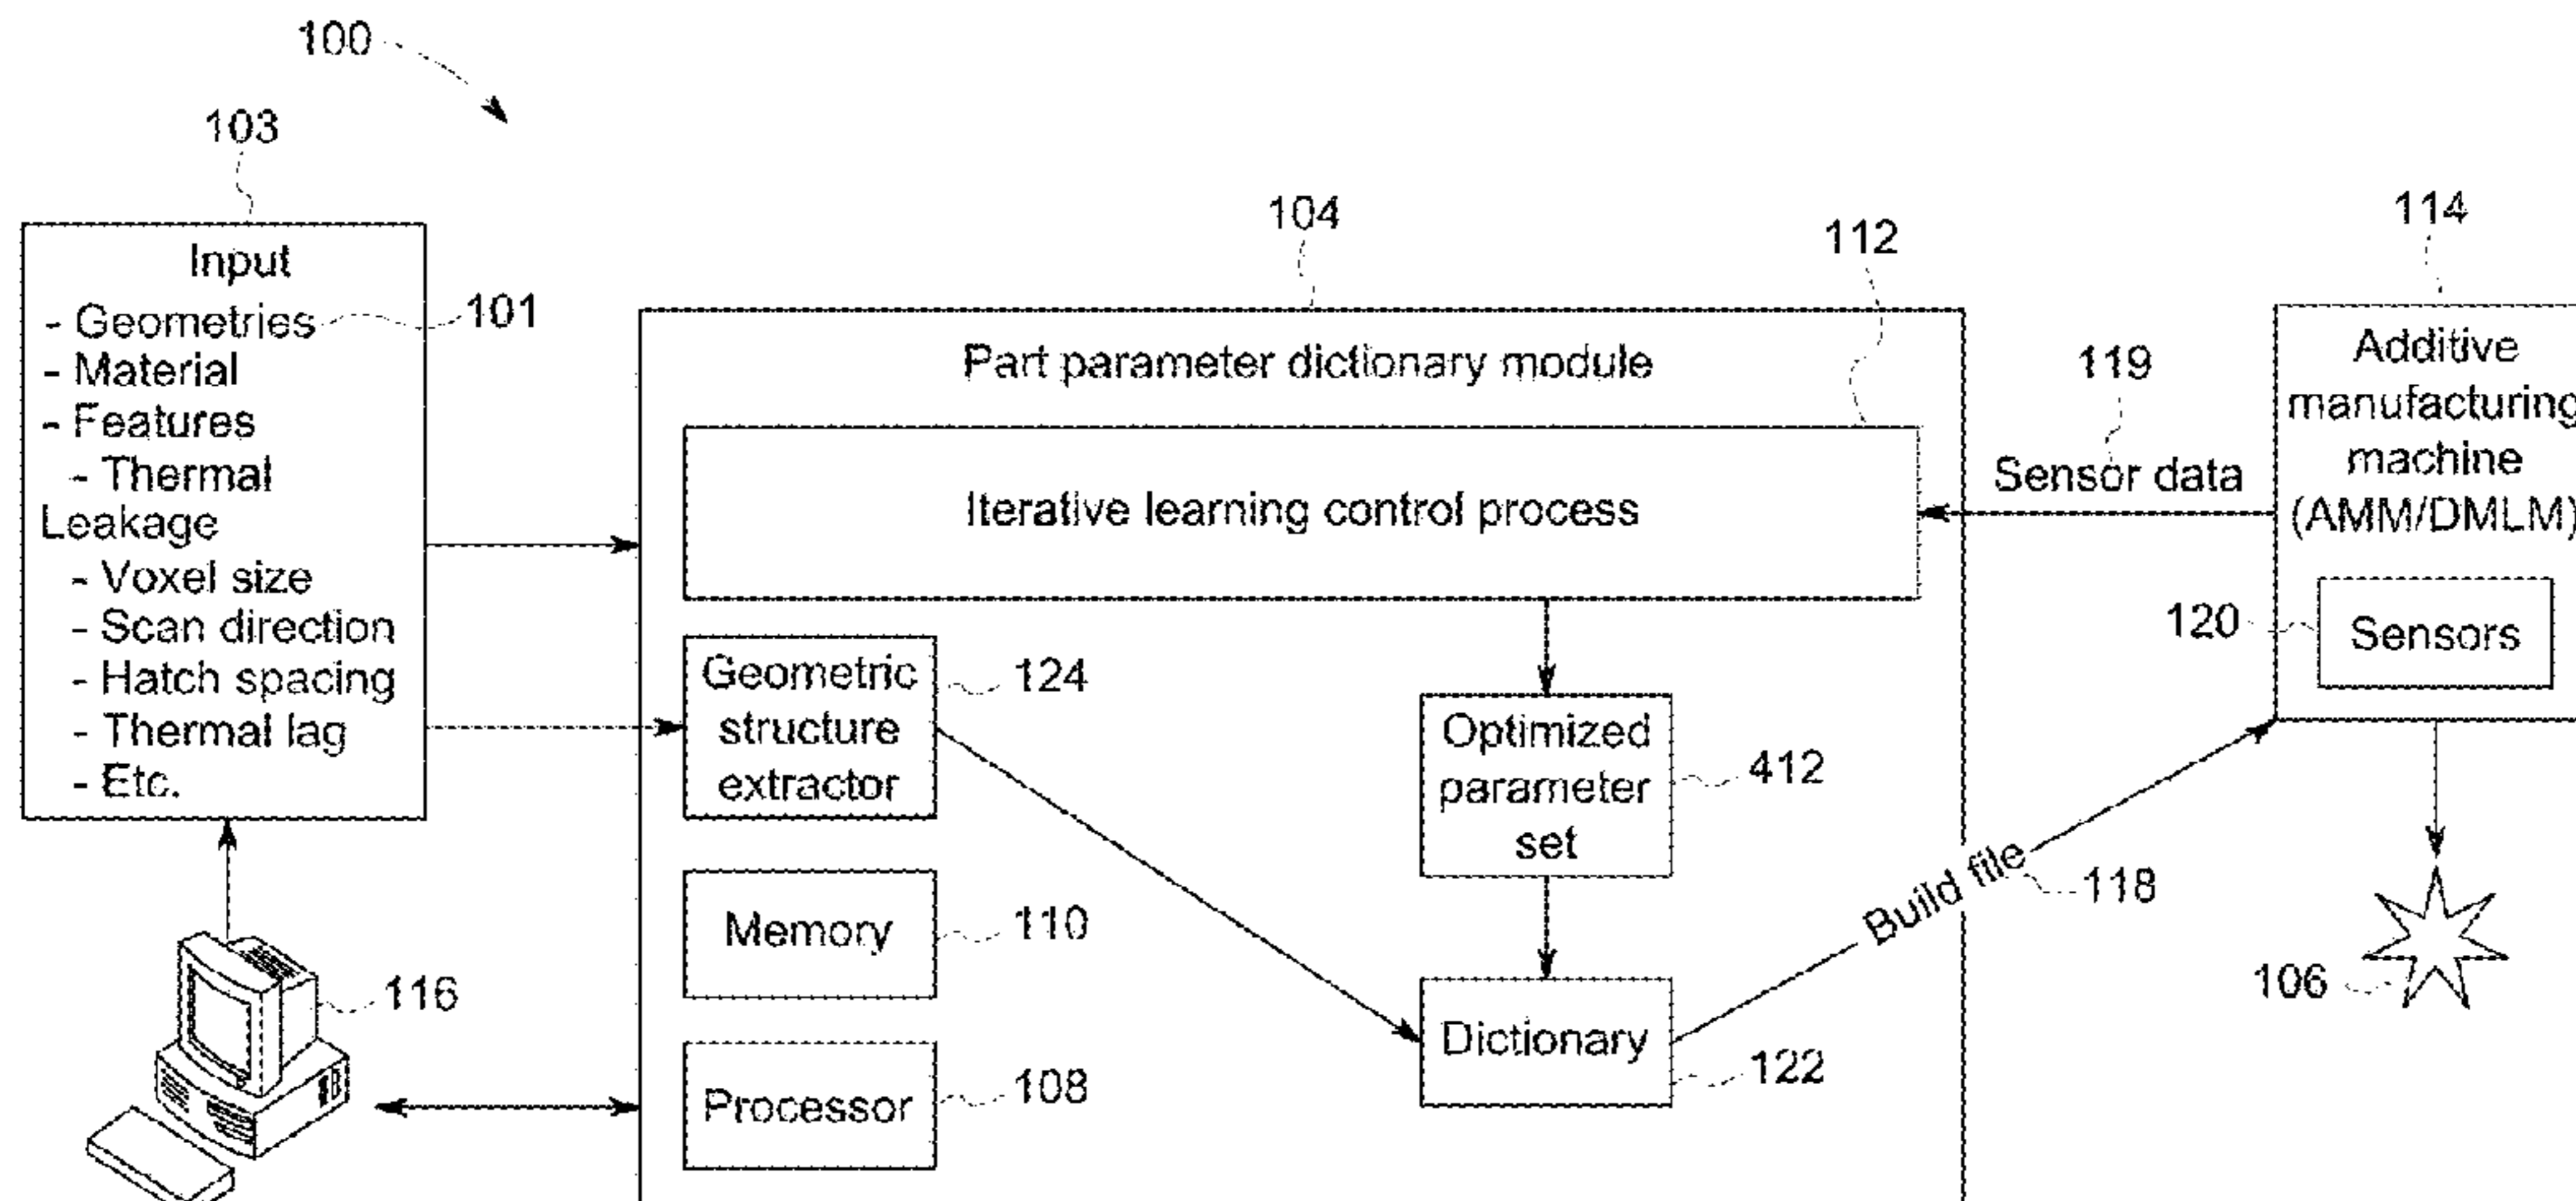 100
103
Input
- Geometries
- Material
- Features
- Thermal
Leakage
- Voxel size
- Scan direction
- Hatch spacing
- Thermal lag
- Etc.
101
116
104
112
Part parameter dictionary module
Iterative learning control process
Geometric
structure
extractor
124
Memory
110
Processor
108
Optimized
parameter
set
412
Dictionary
122
Build file
118
119
Sensor data
114
Additive
manufacturing
machine
(AMM/DMLM)
120
Sensors
106